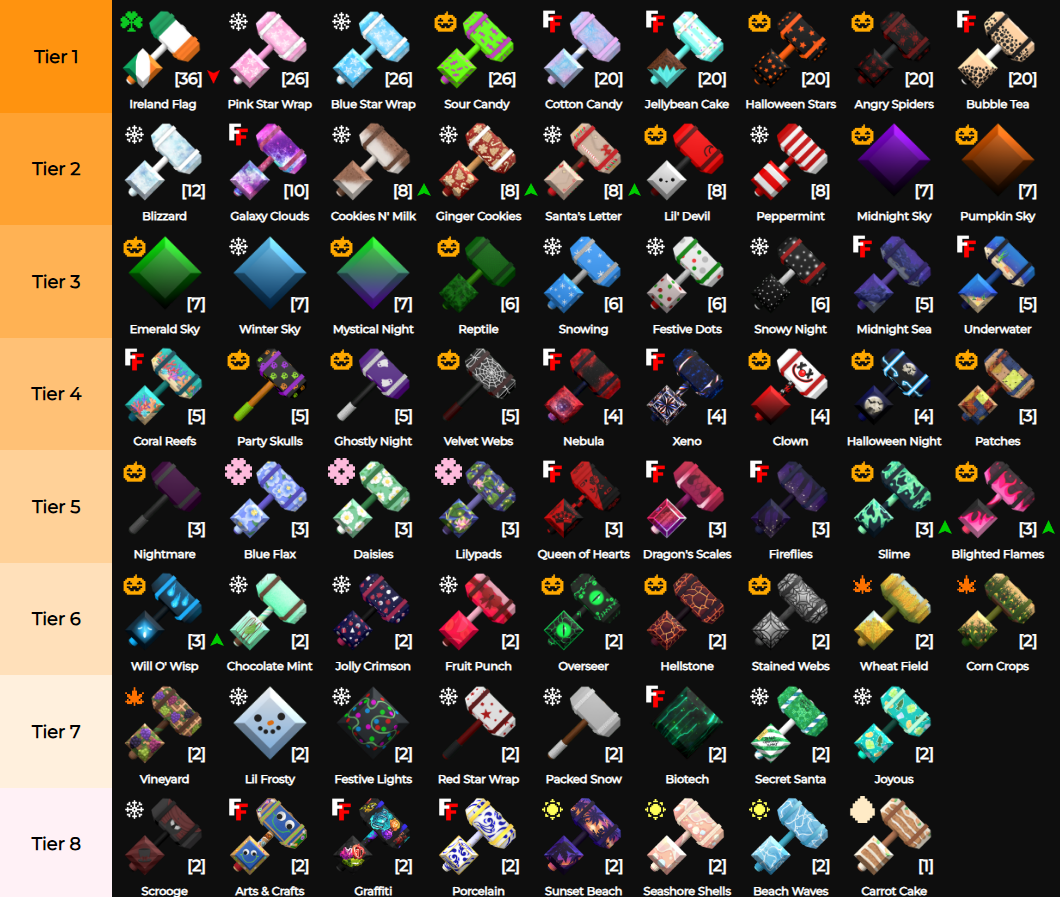 Tier 1
[36] [26] [26] [26] [20] [20] [20] [20] [20]
Ireland Flag Pink Star Wrap Blue Star Wrap Sour Candy Cotton Candy Jellybean Cake Halloween Stars Angry Spiders Bubble Tea
Tier 2
[12] [10] [8] [8] [8] [8] [8] [7] [7]
Blizzard Galaxy Clouds Cookies N' Milk Ginger Cookies Santa's Letter Lil' Devil Peppermint Midnight Sky Pumpkin Sky
Tier 3
[7] [7] [7] [6] [6] [6] [6] [5] [5]
Emerald Sky Winter Sky Mystical Night Reptile Snowing Festive Dots Snowy Night Midnight Sea Underwater
Tier 4
[5] [5] [5] [5] [4] [4] [4] [4] [3]
Coral Reefs Party Skulls Ghostly Night Velvet Webs Nebula Xeno Clown Halloween Night Patches
Tier 5
[3] [3] [3] [3] [3] [3] [3] [3] [3]
Nightmare Blue Flax Daisies Lilypads Queen of Hearts Dragon's Scales Fireflies Slime Blighted Flames
Tier 6
[3] [2] [2] [2] [2] [2] [2] [2] [2]
Will O' Wisp Chocolate Mint Jolly Crimson Fruit Punch Overseer Hellstone Stained Webs Wheat Field Corn Crops
Tier 7
[2] [2] [2] [2] [2] [2] [2] [2]
Vineyard Lil Frosty Festive Lights Red Star Wrap Packed Snow Biotech Secret Santa Joyous
Tier 8
[2] [2] [2] [2] [2] [2] [2] [1]
Scrooge Arts & Crafts Graffiti Porcelain Sunset Beach Seashore Shells Beach Waves Carrot Cake